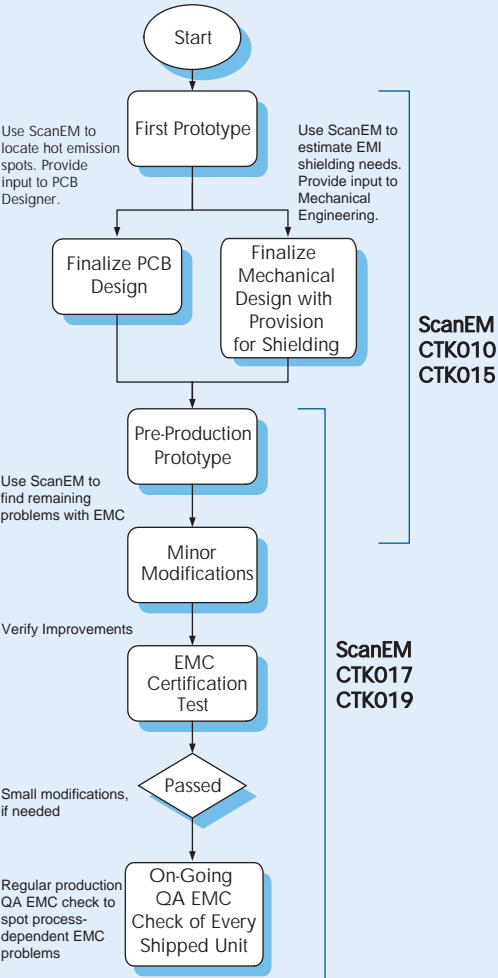 Start
First Prototype
Use ScanEM to
locate hot emission
spots. Provide
input to PCB
Designer.
Use ScanEM to
estimate EMI
shielding needs.
Provide input to
Mechanical
Engineering.
Finalize PCB
Design
Finalize
Mechanical
Design with
Provision
for Shielding
ScanEM
CTK010
CTK015
Pre-Production
Prototype
Use ScanEM to
find remaining
problems with EMC
Minor
Modifications
Verify Improvements
EMC
Certification
Test
ScanEM
CTK017
CTK019
Passed
Small modifications,
if needed
On-Going
QA EMC
Check of Every
Shipped Unit
Regular production
QA EMC check to
spot process-
dependent EMC
problems